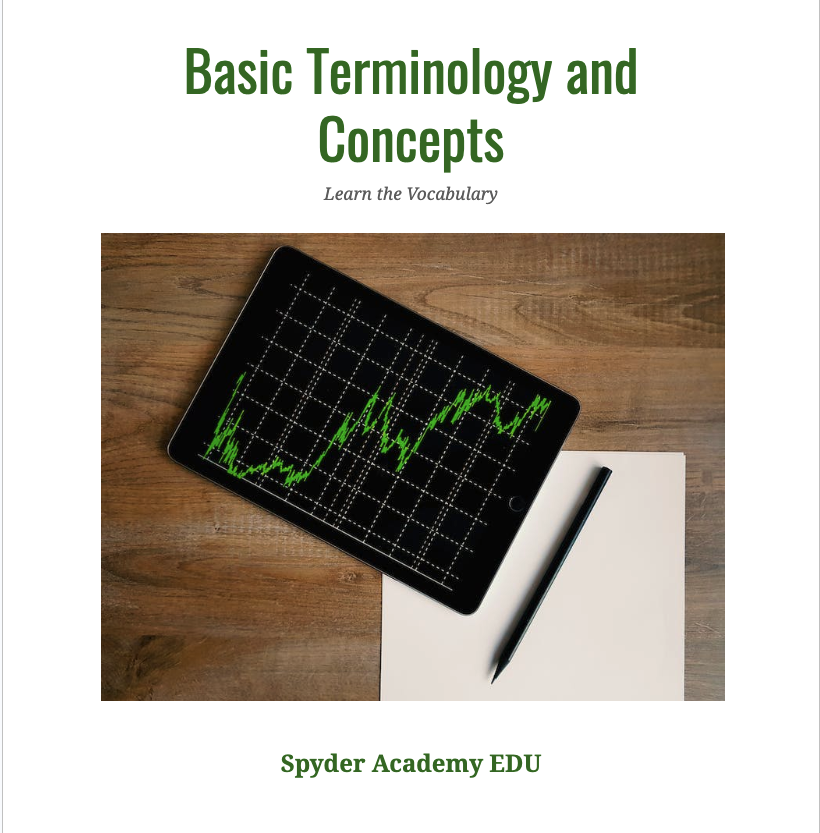 Basic Terminology and
Concepts
Learn the Vocabulary
Spyder Academy EDU